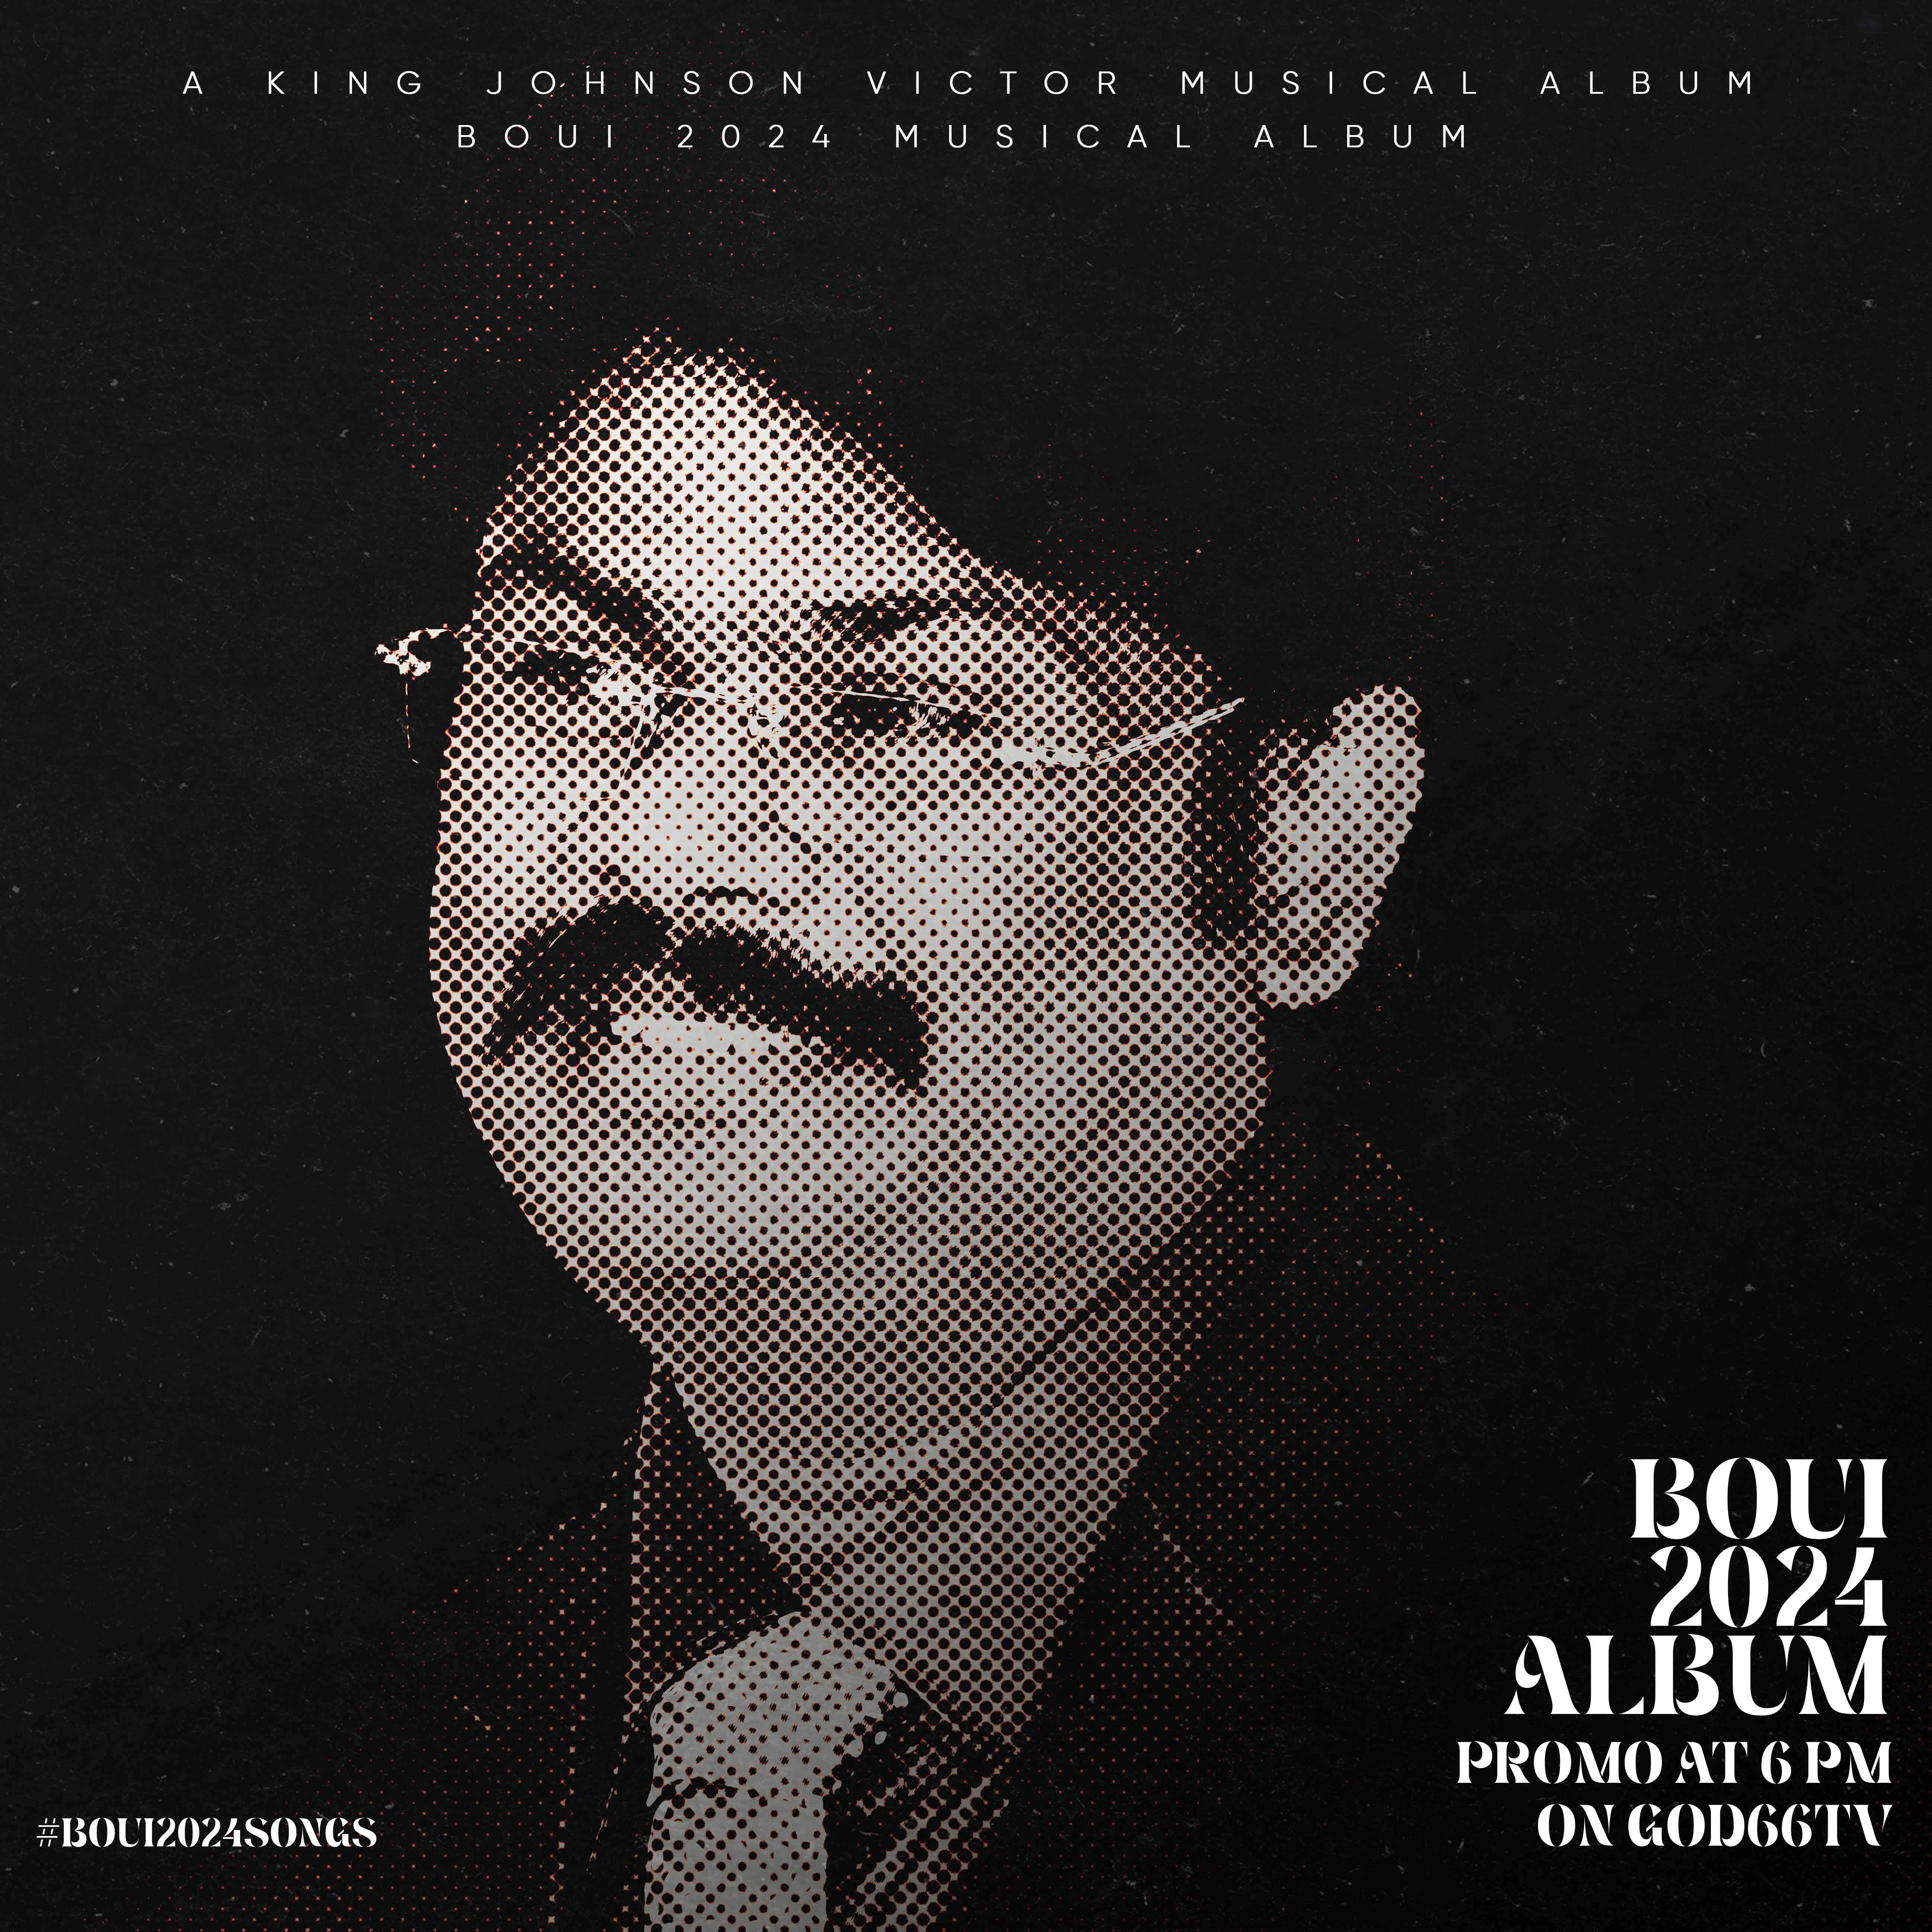 A KING JOHNSON VICTOR MUSICAL ALBUM
BOUI 2024 MUSICAL ALBUM
BOUI
2024
ALBUM
PROMO AT 6 PM
ON GOD66TV
#BOUI2024SONGS